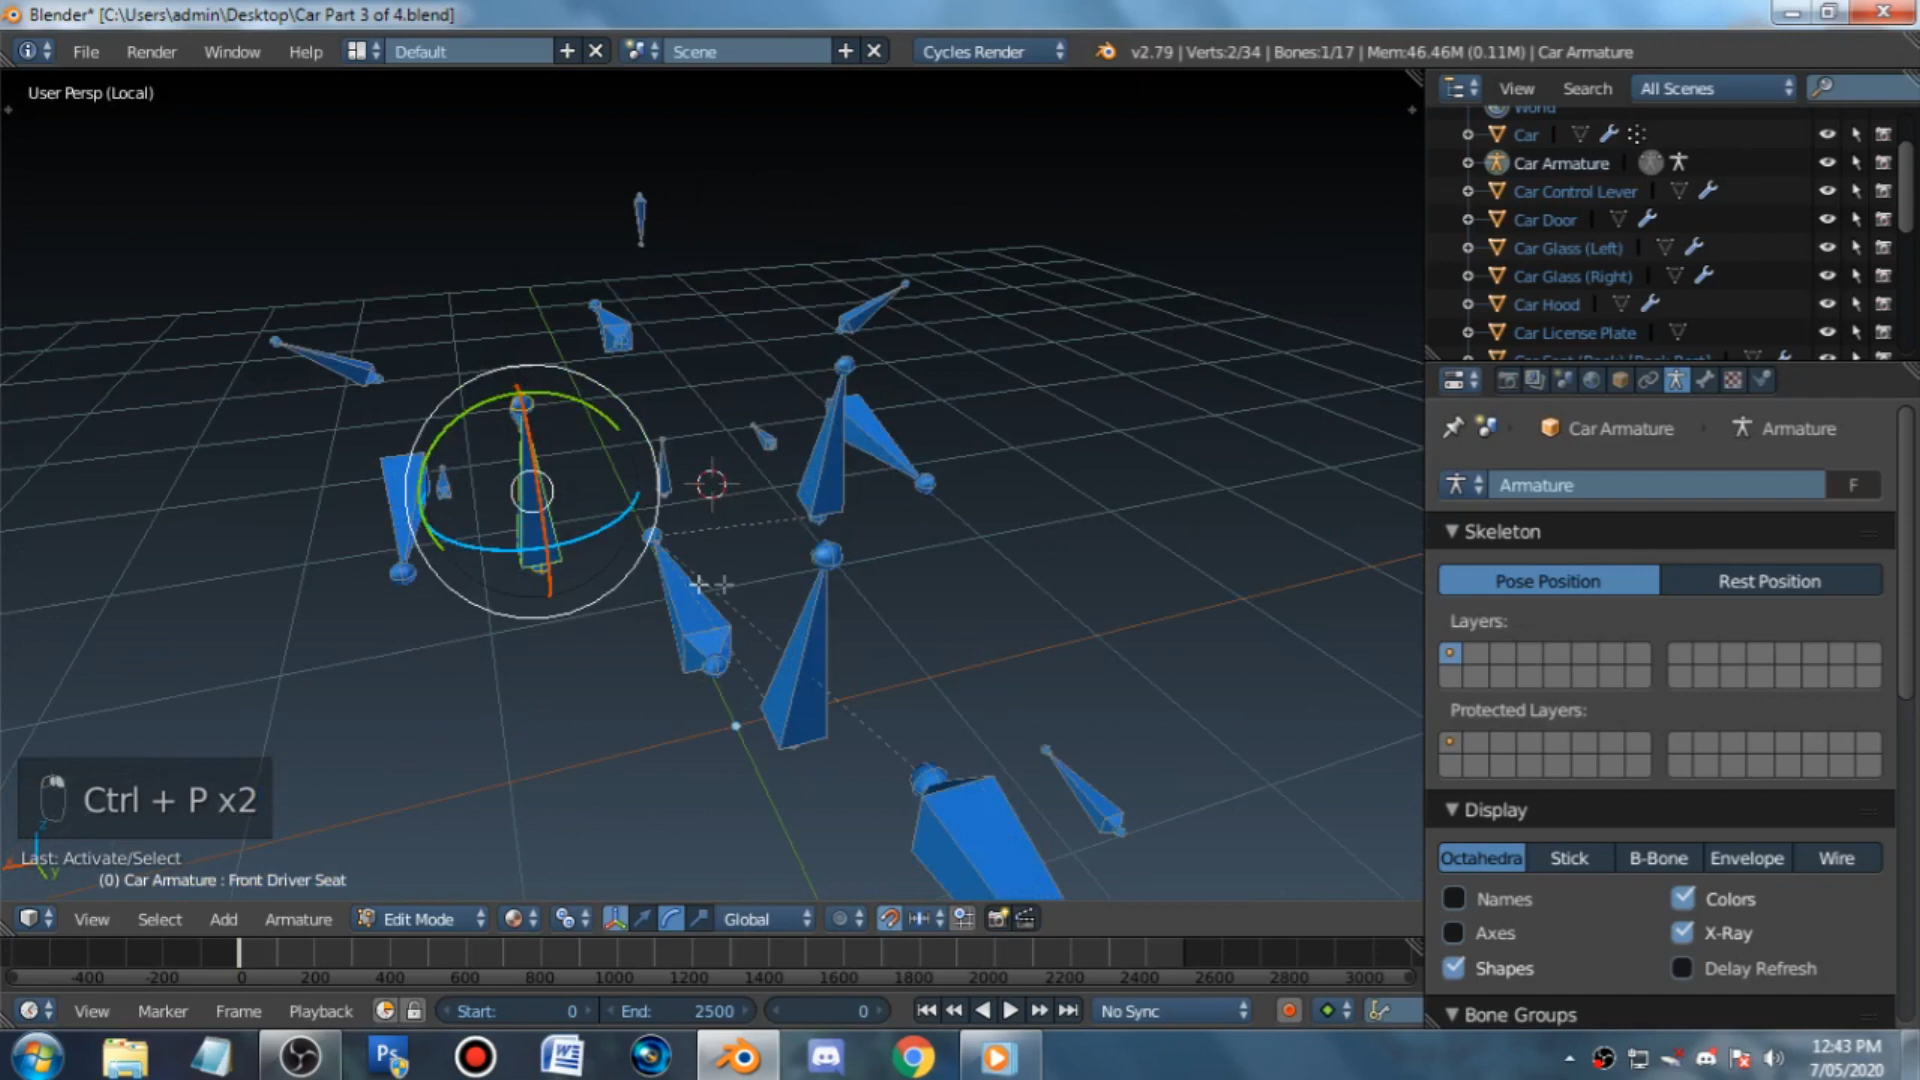 Blender* [C:\Users\admin\Desktop\Car Part 3 of 4.blend]
File Render Window Help Default Scene Cycles Render v2.79 | Verts:2/34 | Bones:1/17 | Mem:46.46M (0.11M) | Car Armature
User Persp (Local)
View Search All Scenes
World
Car
Car Armature
Car Control Lever
Car Door
Car Glass (Left)
Car Glass (Right)
Car Hood
Car License Plate
Car Armature Armature
Armature F
Skeleton
Pose Position Rest Position
Layers:
Protected Layers:
Display
Octahedra Stick B-Bone Envelope Wire
Names Colors
Axes X-Ray
Shapes Delay Refresh
Bone Groups
Ctrl + P x2
Last: Activate/Select
(0) Car Armature : Front Driver Seat
z
y
View Select Add Armature Edit Mode Global
-400 -200 0 200 400 600 800 1000 1200 1400 1600 1800 2000 2200 2400 2600 2800 3000
View Marker Frame Playback Start: 0 End: 2500 0 No Sync
Ps
12:43 PM
7/05/2020